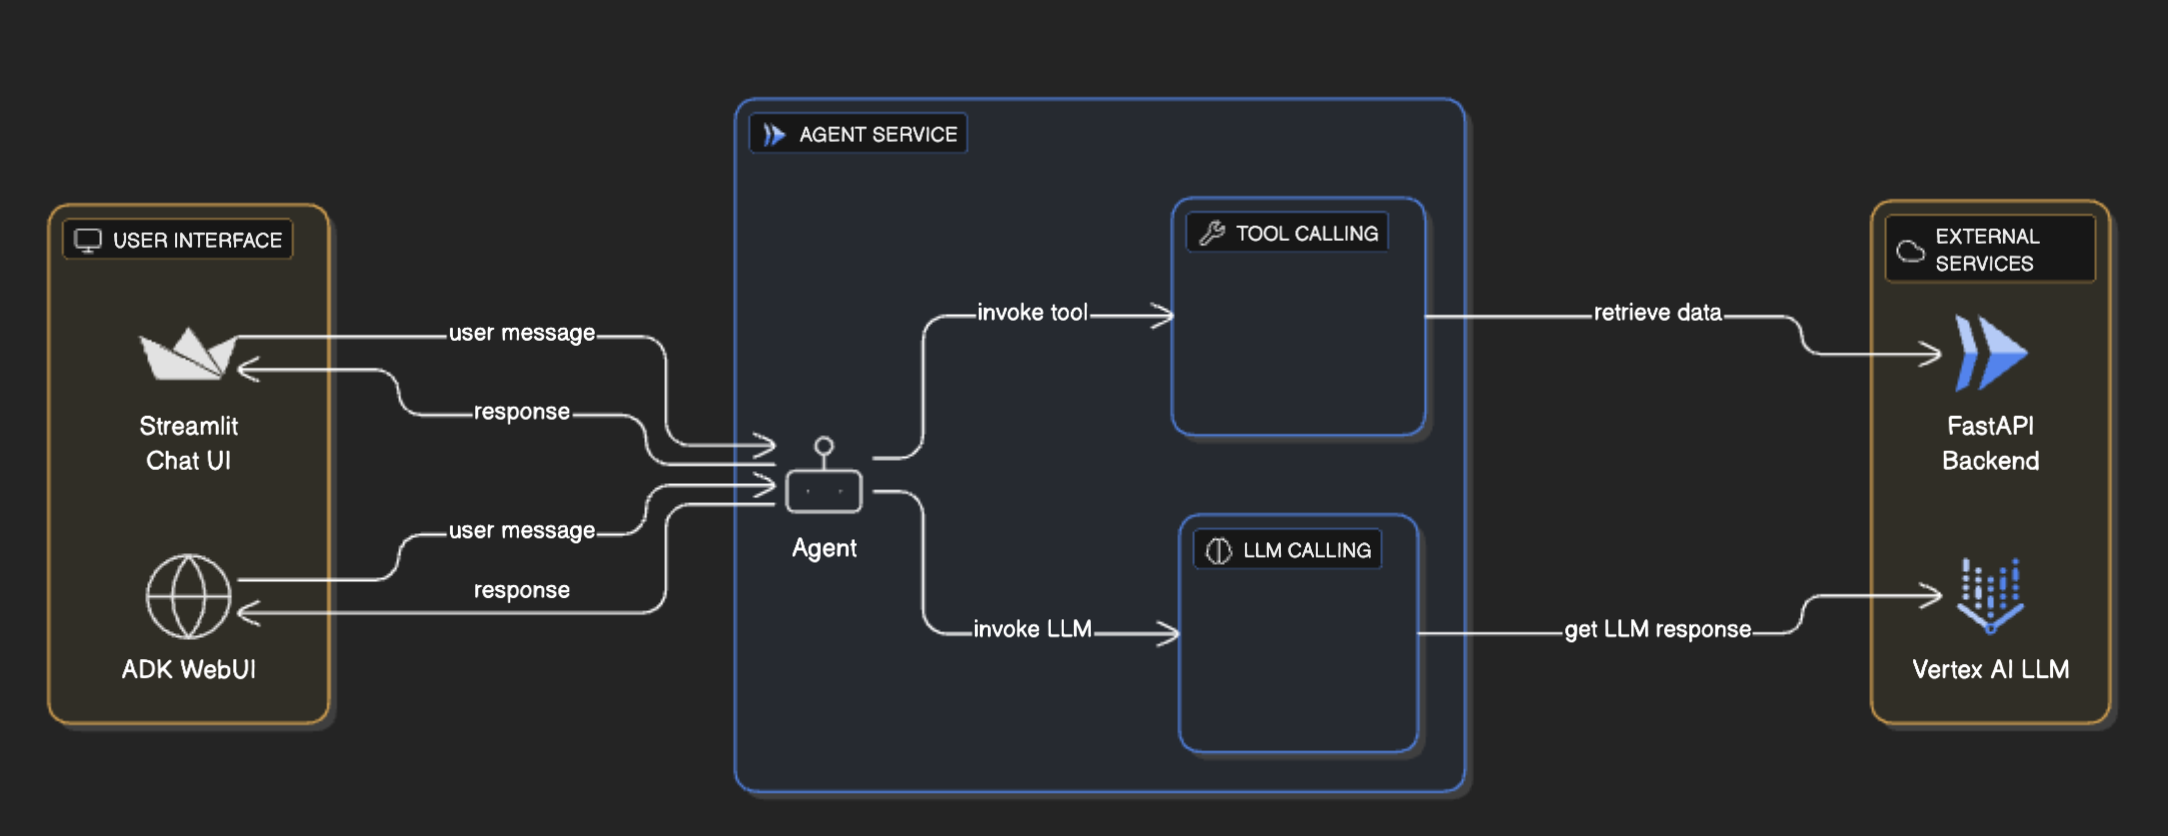 USER INTERFACE
Streamlit
Chat UI
ADK WebUI
user message
response
user message
response
AGENT SERVICE
Agent
invoke tool
invoke LLM
TOOL CALLING
LLM CALLING
retrieve data
get LLM response
EXTERNAL
SERVICES
FastAPI
Backend
Vertex AI LLM